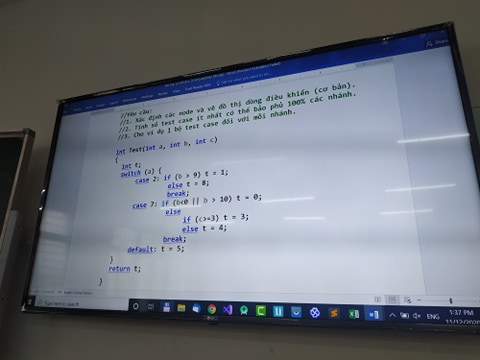 //Yêu cầu:
//1. Xác định các node và vẽ đồ thị dòng điều khiển (cơ bản).
//2. Tính số test case ít nhất có thể bảo phủ 100% các nhánh.
//3. Cho ví dụ 1 bộ test case đối với mỗi nhánh.
int Test(int a, int b, int c)
{
int t;
switch (a) {
case 2: if (b > 9) t = 1;
else t = 8;
break;
case 7: if (b<0 || b > 10) t = 0;
else
if (c>=3) t = 3;
else t = 4;
break;
default: t = 5;
}
return t;
}
Type here to search
ENG
1:37 PM
Share